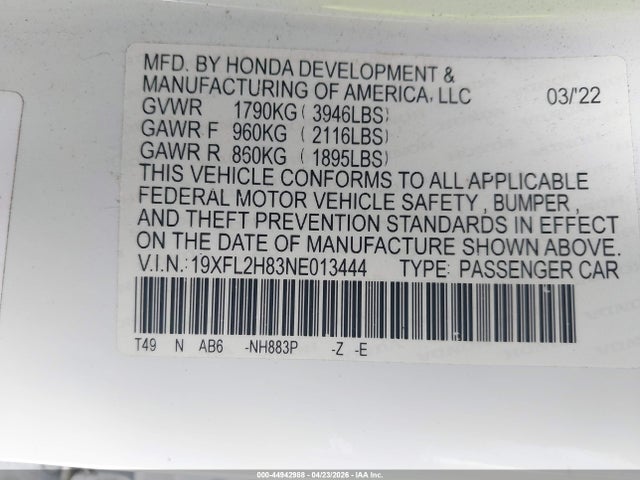 MFD. BY HONDA DEVELOPMENT &
MANUFACTURING OF AMERICA, LLC 03/'22
GVWR 1790KG ( 3946LBS)
GAWR F 960KG ( 2116LBS)
GAWR R 860KG ( 1895LBS)
THIS VEHICLE CONFORMS TO ALL APPLICABLE
FEDERAL MOTOR VEHICLE SAFETY, BUMPER,
AND THEFT PREVENTION STANDARDS IN EFFECT
ON THE DATE OF MANUFACTURE SHOWN ABOVE.
V.I.N.: 19XFL2H83NE013444 TYPE: PASSENGER CAR
T49 N AB6 -NH883P -Z -E
000-44942968 - 04/23/2026 - IAA Inc.